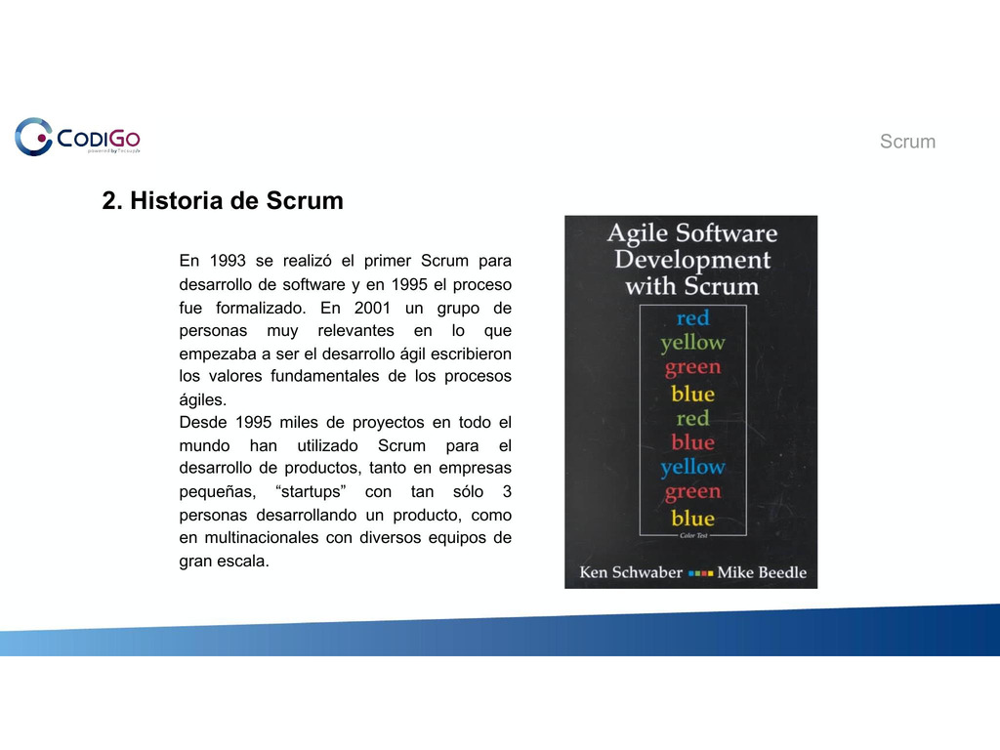 CODIGO
powered by Tecsup
Scrum
2. Historia de Scrum
En 1993 se realizó el primer Scrum para
desarrollo de software y en 1995 el proceso
fue formalizado. En 2001 un grupo de
personas muy relevantes en lo que
empezaba a ser el desarrollo ágil escribieron
los valores fundamentales de los procesos
ágiles.
Desde 1995 miles de proyectos en todo el
mundo han utilizado Scrum para el
desarrollo de productos, tanto en empresas
pequeñas, “startups” con tan sólo 3
personas desarrollando un producto, como
en multinacionales con diversos equipos de
gran escala.
Agile Software
Development
with Scrum
red
yellow
green
blue
red
blue
yellow
green
blue
Color Test
Ken Schwaber Mike Beedle